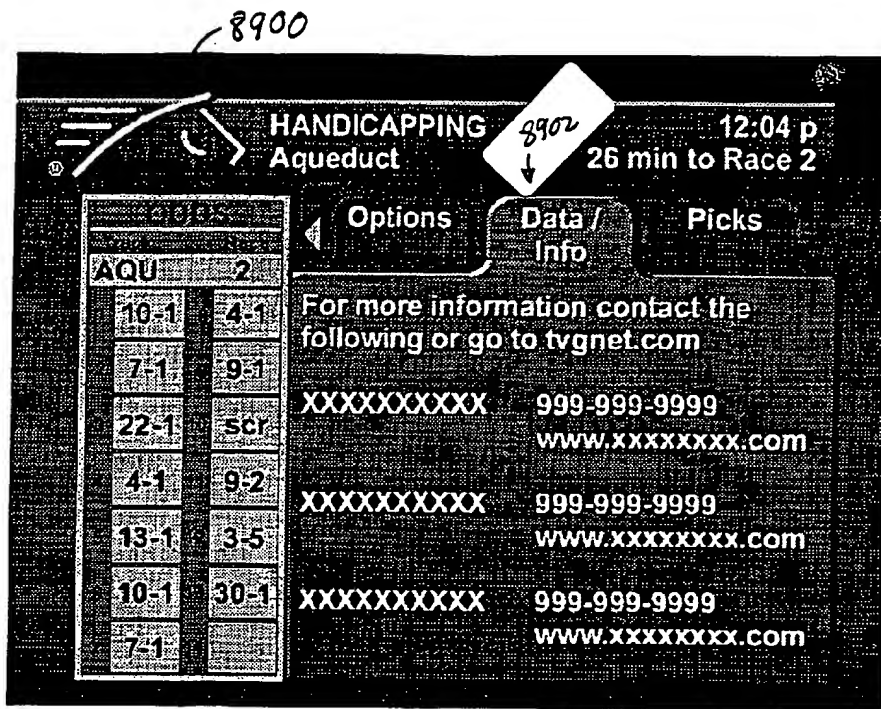 8900
HANDICAPPING
Aqueduct
8902
12:04 p
26 min to Race 2
odds
Options
Data /
Info
Picks
AQU 2
10-1 4-1
7-1 9-1
22-1 scr
4-1 9-2
13-1 3-5
10-1 30-1
7-1
For more information contact the
following or go to tvgnet.com
XXXXXXXXXX 999-999-9999
www.xxxxxxxx.com
XXXXXXXXXX 999-999-9999
www.xxxxxxxx.com
XXXXXXXXXX 999-999-9999
www.xxxxxxxx.com